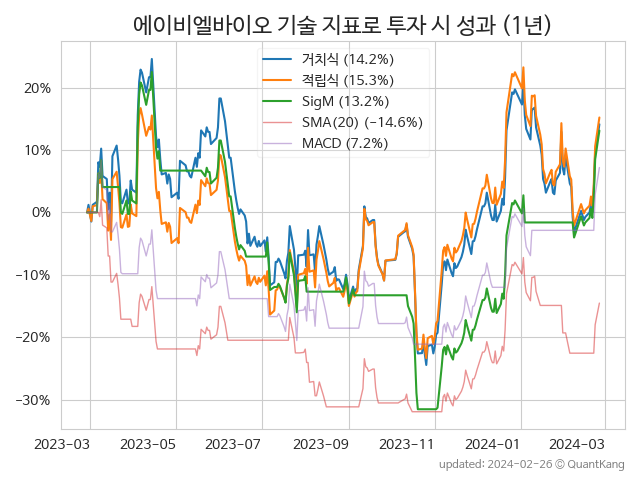 에이비엘바이오 기술 지표로 투자 시 성과 (1년)
거치식 (14.2%)
적립식 (15.3%)
SigM (13.2%)
SMA(20) (−14.6%)
MACD (7.2%)
20%
10%
0%
−10%
−20%
−30%
2023−03 2023−05 2023−07 2023−09 2023−11 2024−01 2024−03
updated: 2024-02-26 © QuantKang